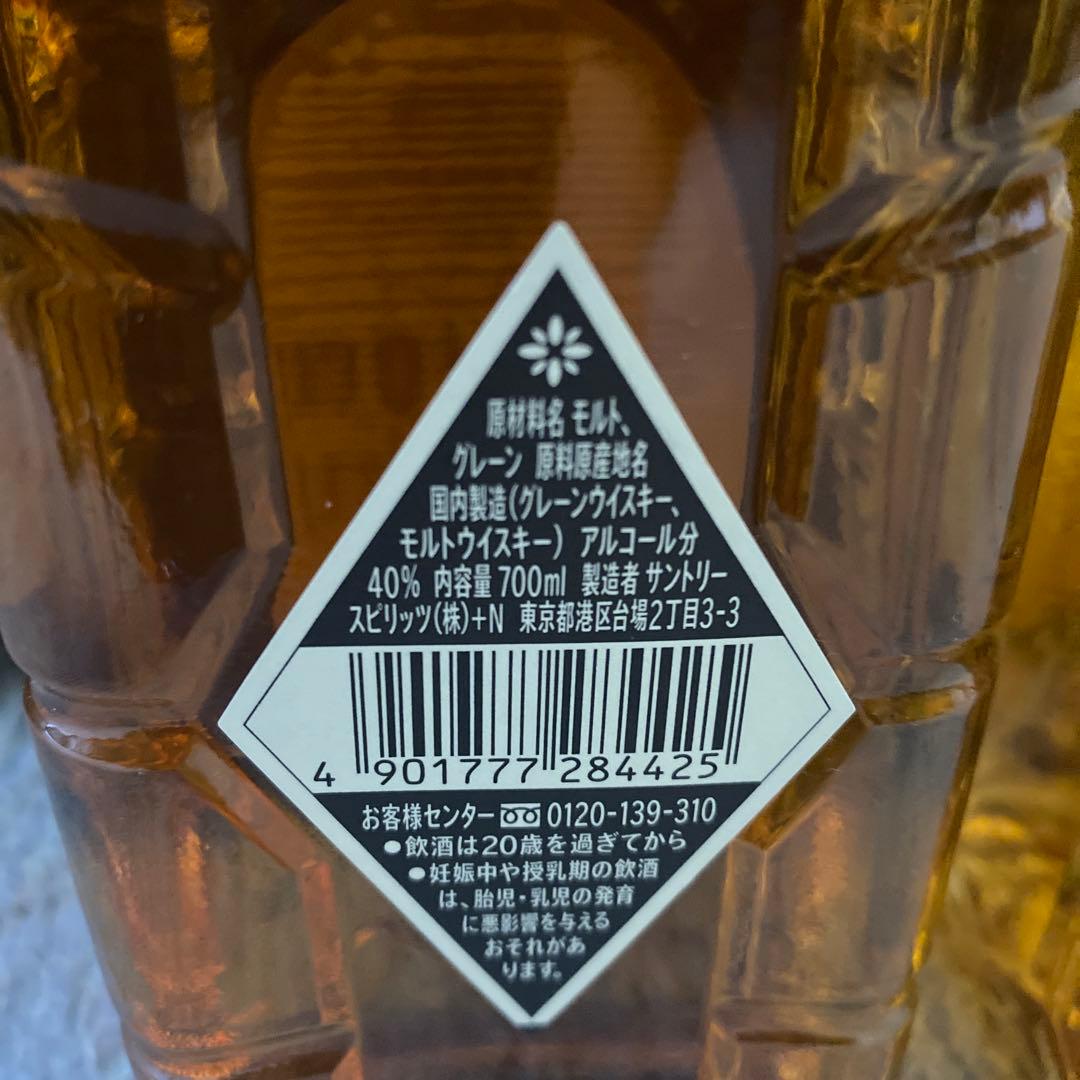 原材料名 モルト、
グレーン 原料原産地名
国内製造(グレーンウイスキー、
モルトウイスキー) アルコール分
40% 内容量 700ml 製造者 サントリー
スピリッツ(株)+N 東京都港区台場2丁目3-3
4 901777 284425
お客様センター 0120-139-310
●飲酒は20歳を過ぎてから
●妊娠中や授乳期の飲酒
は、胎児・乳児の発育
に悪影響を与える
おそれがあ
ります。